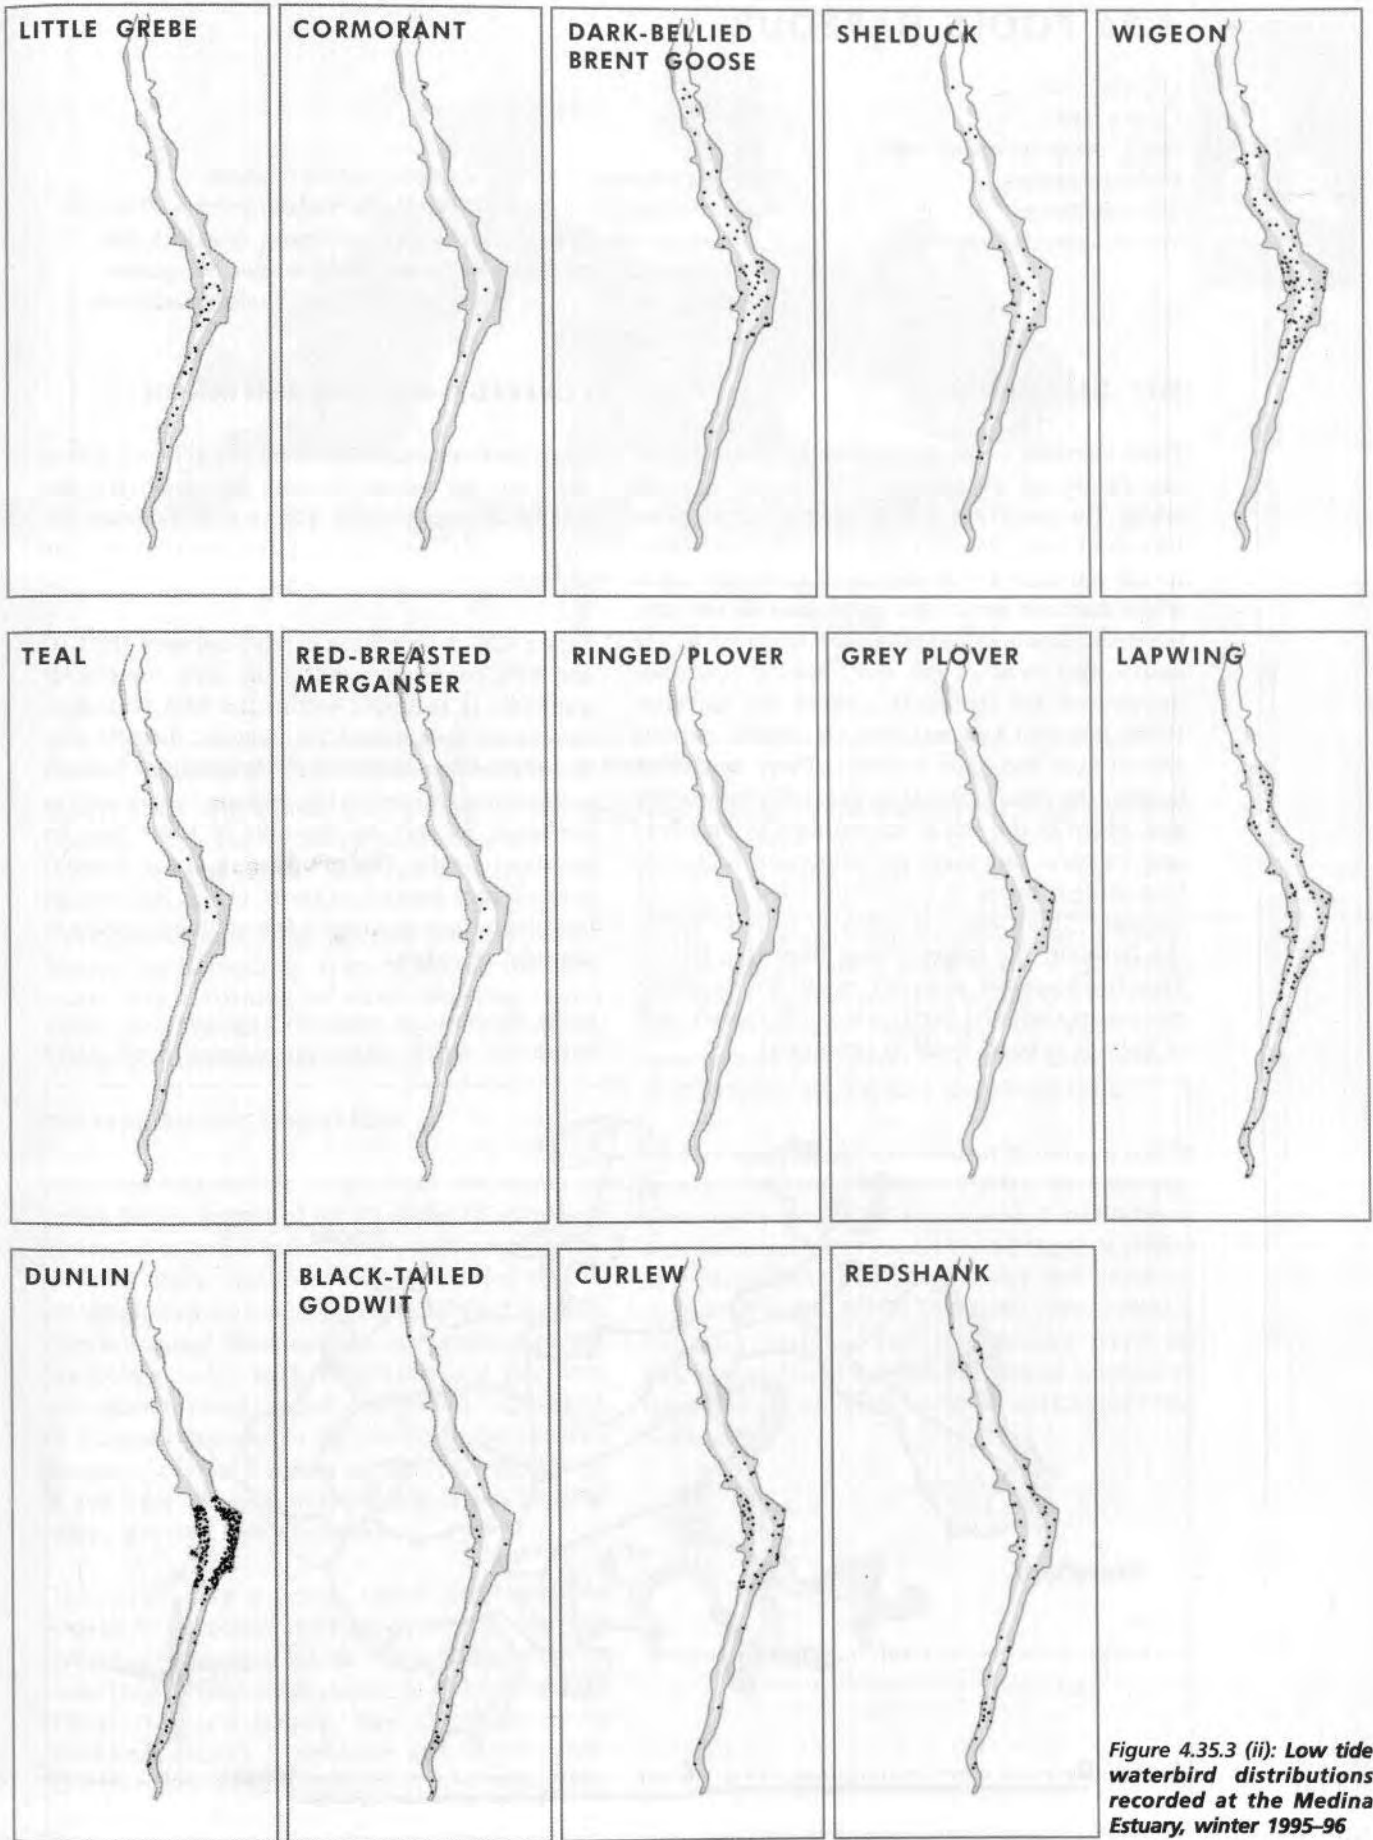 LITTLE GREBE
CORMORANT
DARK-BELLIED
BRENT GOOSE
SHELDUCK
WIGEON
TEAL
RED-BREASTED
MERGANSER
RINGED PLOVER
GREY PLOVER
LAPWING
DUNLIN
BLACK-TAILED
GODWIT
CURLEW
REDSHANK
Figure 4.35.3 (ii): Low tide
waterbird distributions
recorded at the Medina
Estuary, winter 1995–96